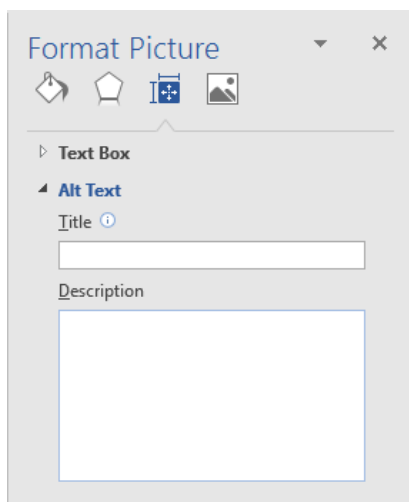 Format Picture
Text Box
Alt Text
Title
Description